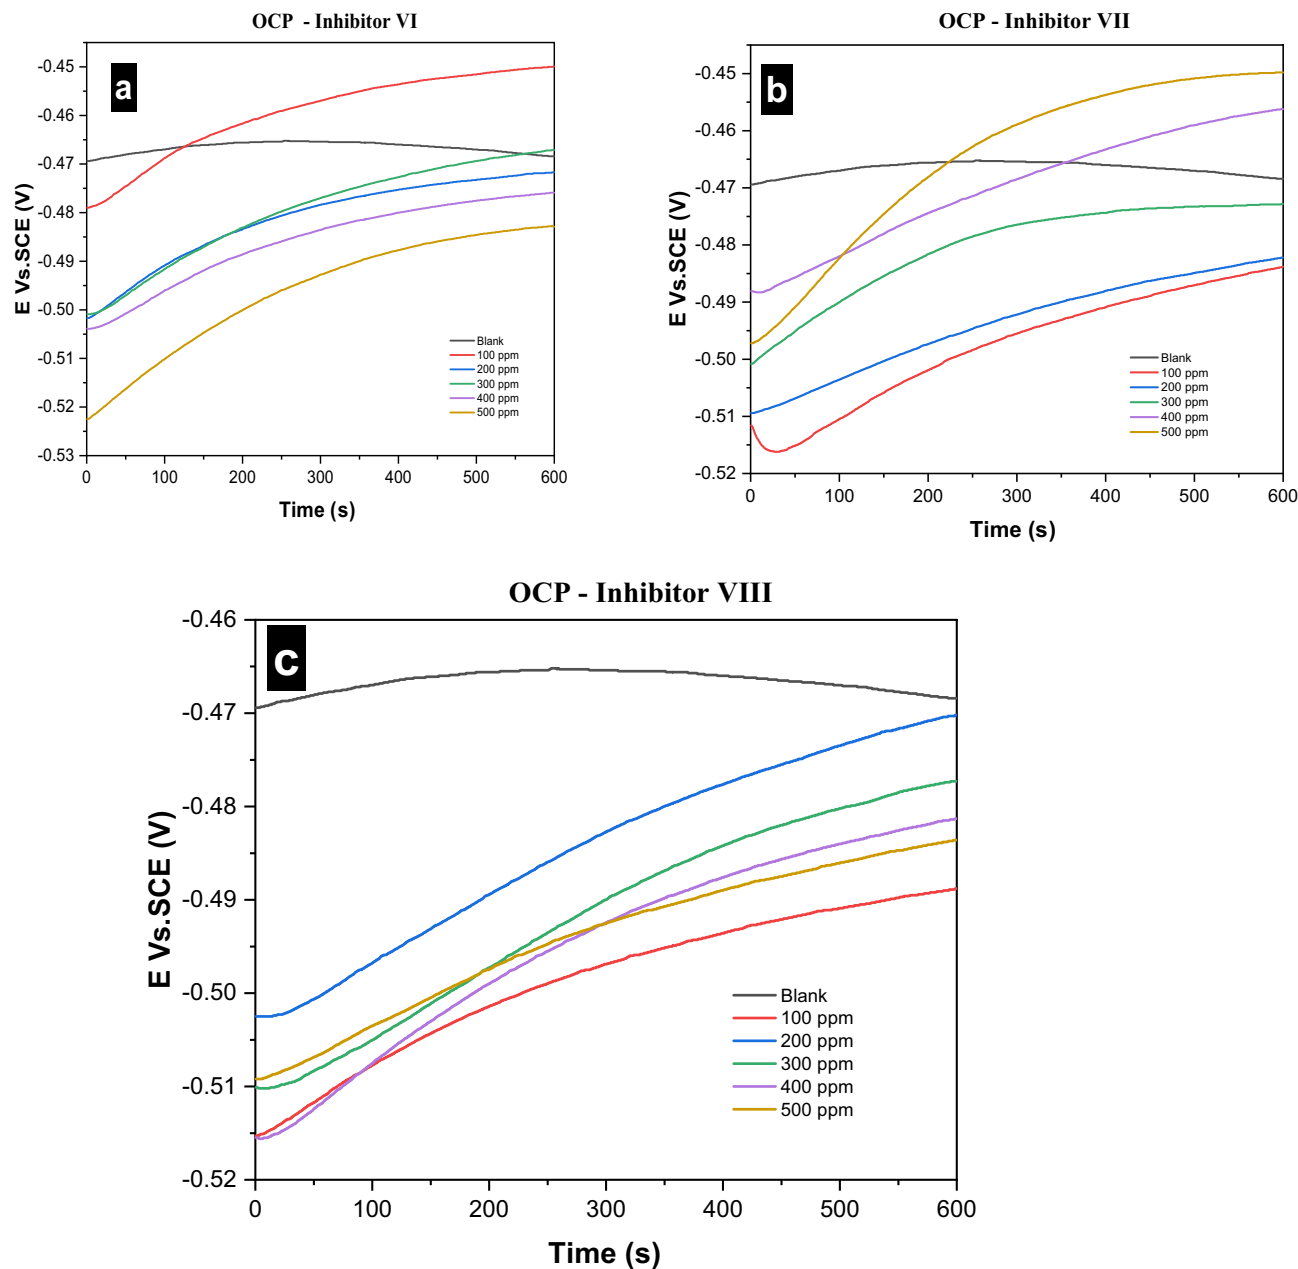 OCP  - Inhibitor VI
a
-0.45
-0.46
-0.47
-0.48
-0.49
-0.50
-0.51
-0.52
-0.53
E Vs.SCE (V)
Blank
100 ppm
200 ppm
300 ppm
400 ppm
500 ppm
0 100 200 300 400 500 600
Time (s)
OCP - Inhibitor VII
b
-0.45
-0.46
-0.47
-0.48
-0.49
-0.50
-0.51
-0.52
E Vs.SCE (V)
Blank
100 ppm
200 ppm
300 ppm
400 ppm
500 ppm
0 100 200 300 400 500 600
Time (s)
OCP - Inhibitor VIII
c
-0.46
-0.47
-0.48
-0.49
-0.50
-0.51
-0.52
E Vs.SCE (V)
Blank
100 ppm
200 ppm
300 ppm
400 ppm
500 ppm
0 100 200 300 400 500 600
Time (s)